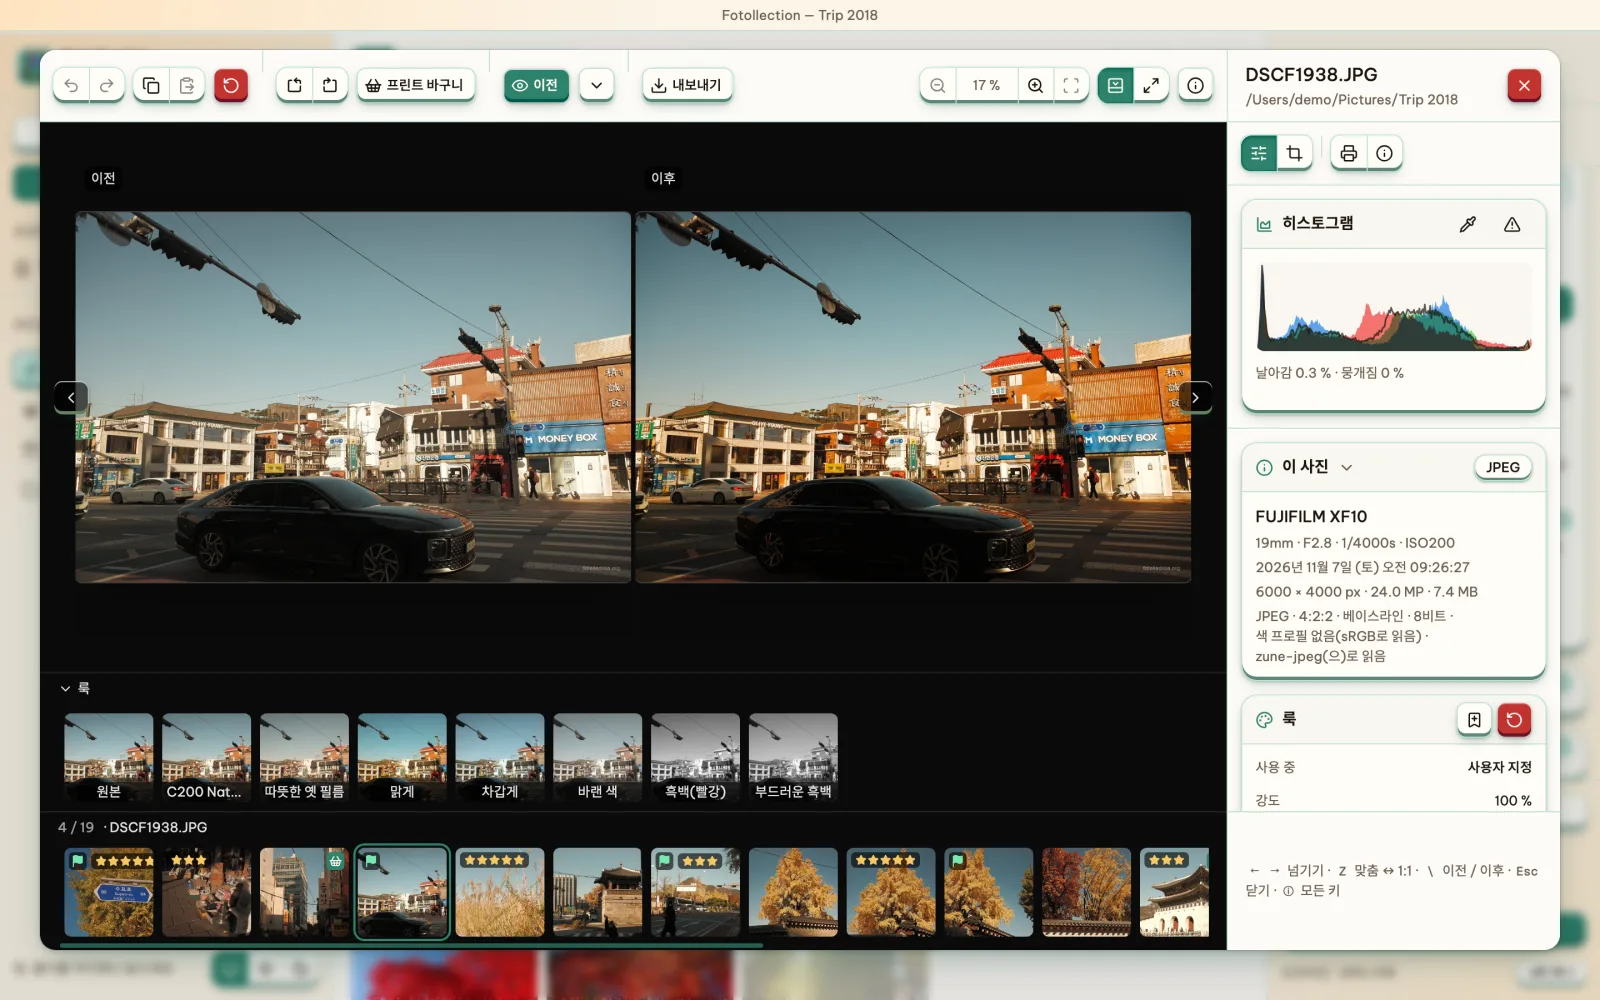 Fotollection — Trip 2018
프린트 바구니
이전
내보내기
17 %
DSCF1938.JPG
/Users/demo/Pictures/Trip 2018
이전
이후
MONEY BOX
MONEY BOX
히스토그램
날아감 0.3 % · 뭉개짐 0 %
이 사진
JPEG
FUJIFILM XF10
19mm · F2.8 · 1/4000s · ISO200
2026년 11월 7일 (토) 오전 09:26:27
6000 × 4000 px · 24.0 MP · 7.4 MB
JPEG · 4:2:2 · 베이스라인 · 8비트 ·
색 프로필 없음(sRGB로 읽음) ·
zune-jpeg(으)로 읽음
룩
사용 중
사용자 지정
강도
100 %
룩
원본
C200 Nat...
따뜻한 옛 필름
맑게
차갑게
바랜 색
흑백(빨강)
부드러운 흑백
4 / 19 · DSCF1938.JPG
← → 넘기기 · Z 맞춤 ↔ 1:1 · \ 이전 / 이후 · Esc
닫기 · ⓘ 모든 키